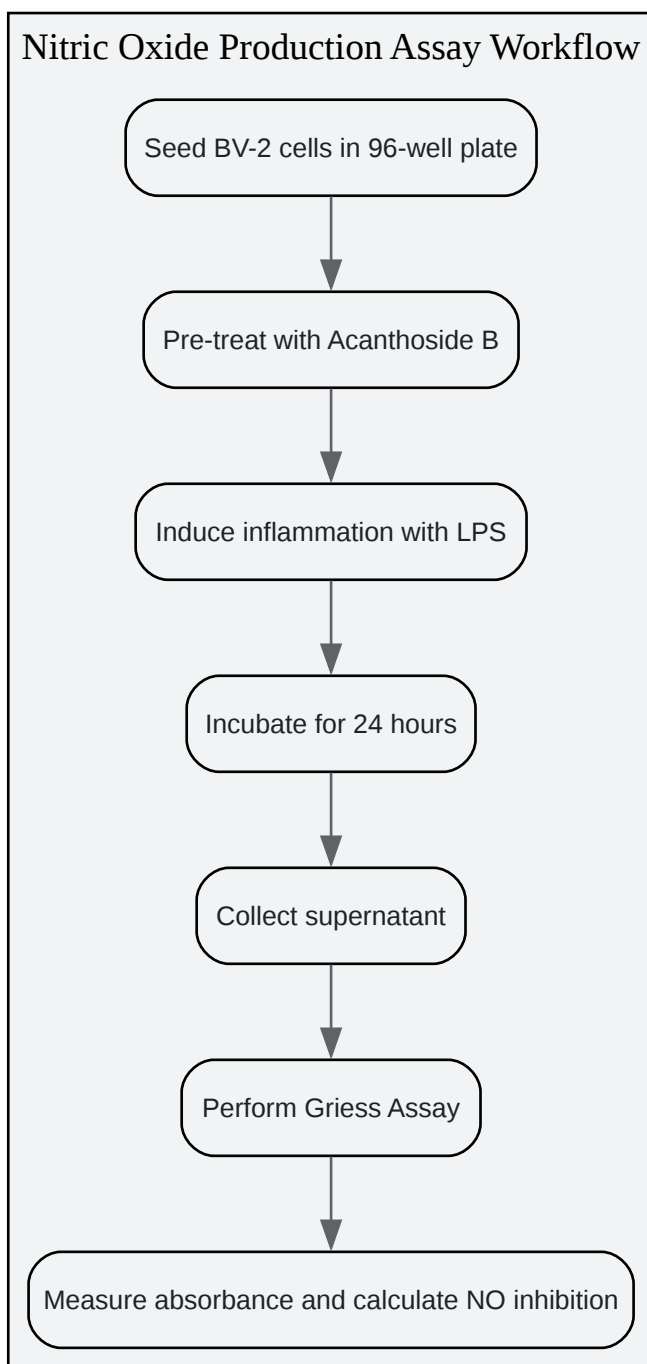 Nitric Oxide Production Assay Workflow
Seed BV-2 cells in 96-well plate
Pre-treat with Acanthoside B
Induce inflammation with LPS
Incubate for 24 hours
Collect supernatant
Perform Griess Assay
Measure absorbance and calculate NO inhibition